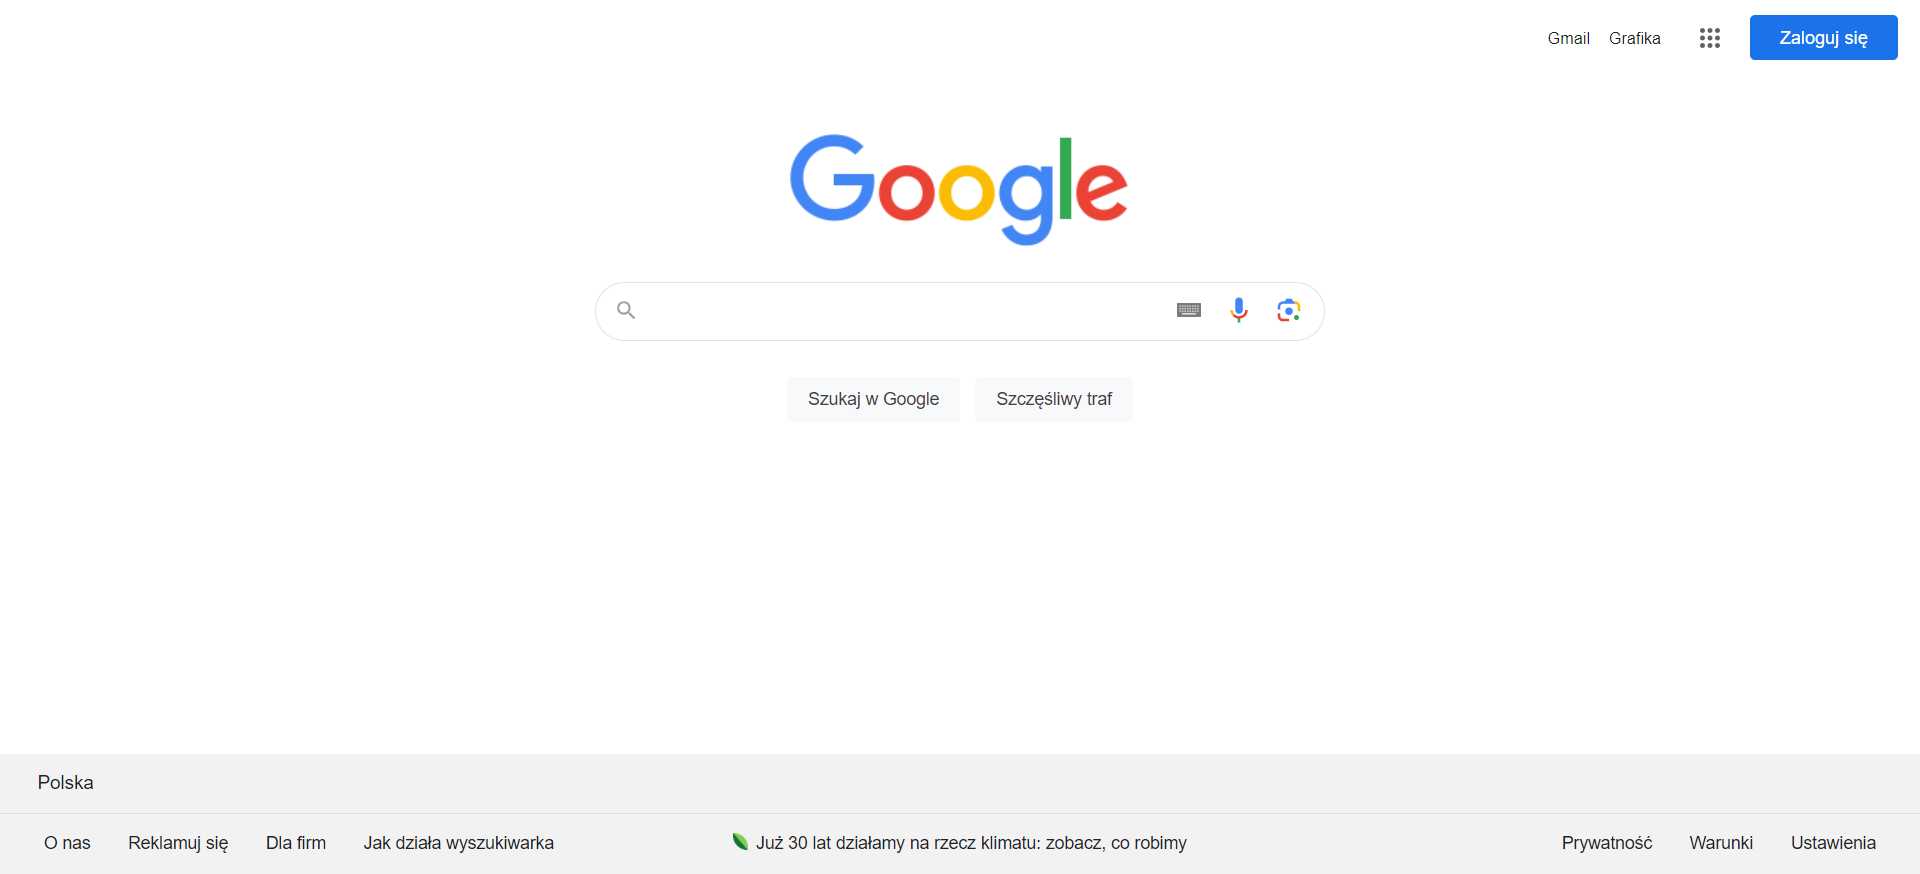 Gmail Grafika Zaloguj się
Google
Szukaj w Google Szczęśliwy traf
Polska
O nas Reklamuj się Dla firm Jak działa wyszukiwarka Już 30 lat działamy na rzecz klimatu: zobacz, co robimy Prywatność Warunki Ustawienia